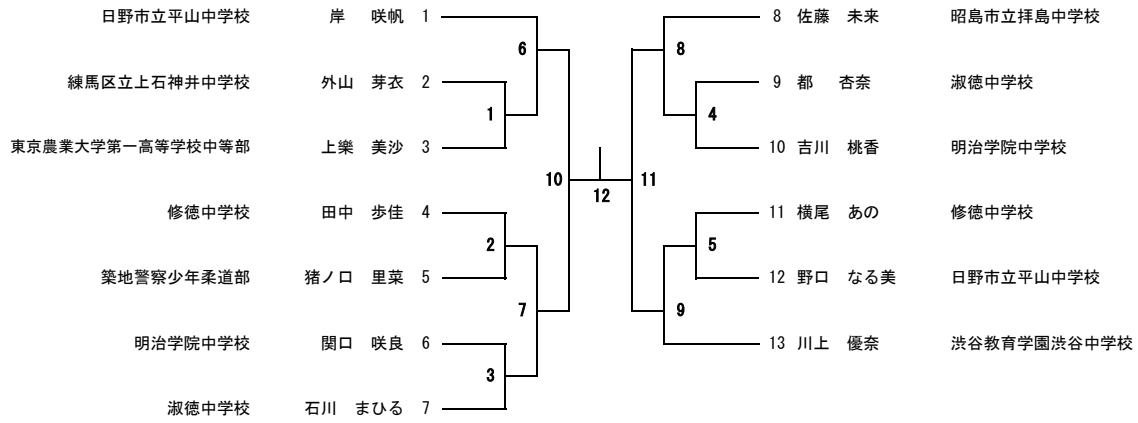 日野市立平山中学校 岸 咲帆 1
6
練馬区立上石神井中学校 外山 芽衣 2
1
東京農業大学第一高等学校中等部 上樂 美沙 3
10
修徳中学校 田中 歩佳 4
2
築地警察少年柔道部 猪ノ口 里菜 5
7
明治学院中学校 関口 咲良 6
3
淑徳中学校 石川 まひる 7
12
8 佐藤 未来 昭島市立拝島中学校
8
9 都 杏奈 淑徳中学校
4
10 吉川 桃香 明治学院中学校
11
11 横尾 あの 修徳中学校
5
12 野口 なる美 日野市立平山中学校
9
13 川上 優奈 渋谷教育学園渋谷中学校